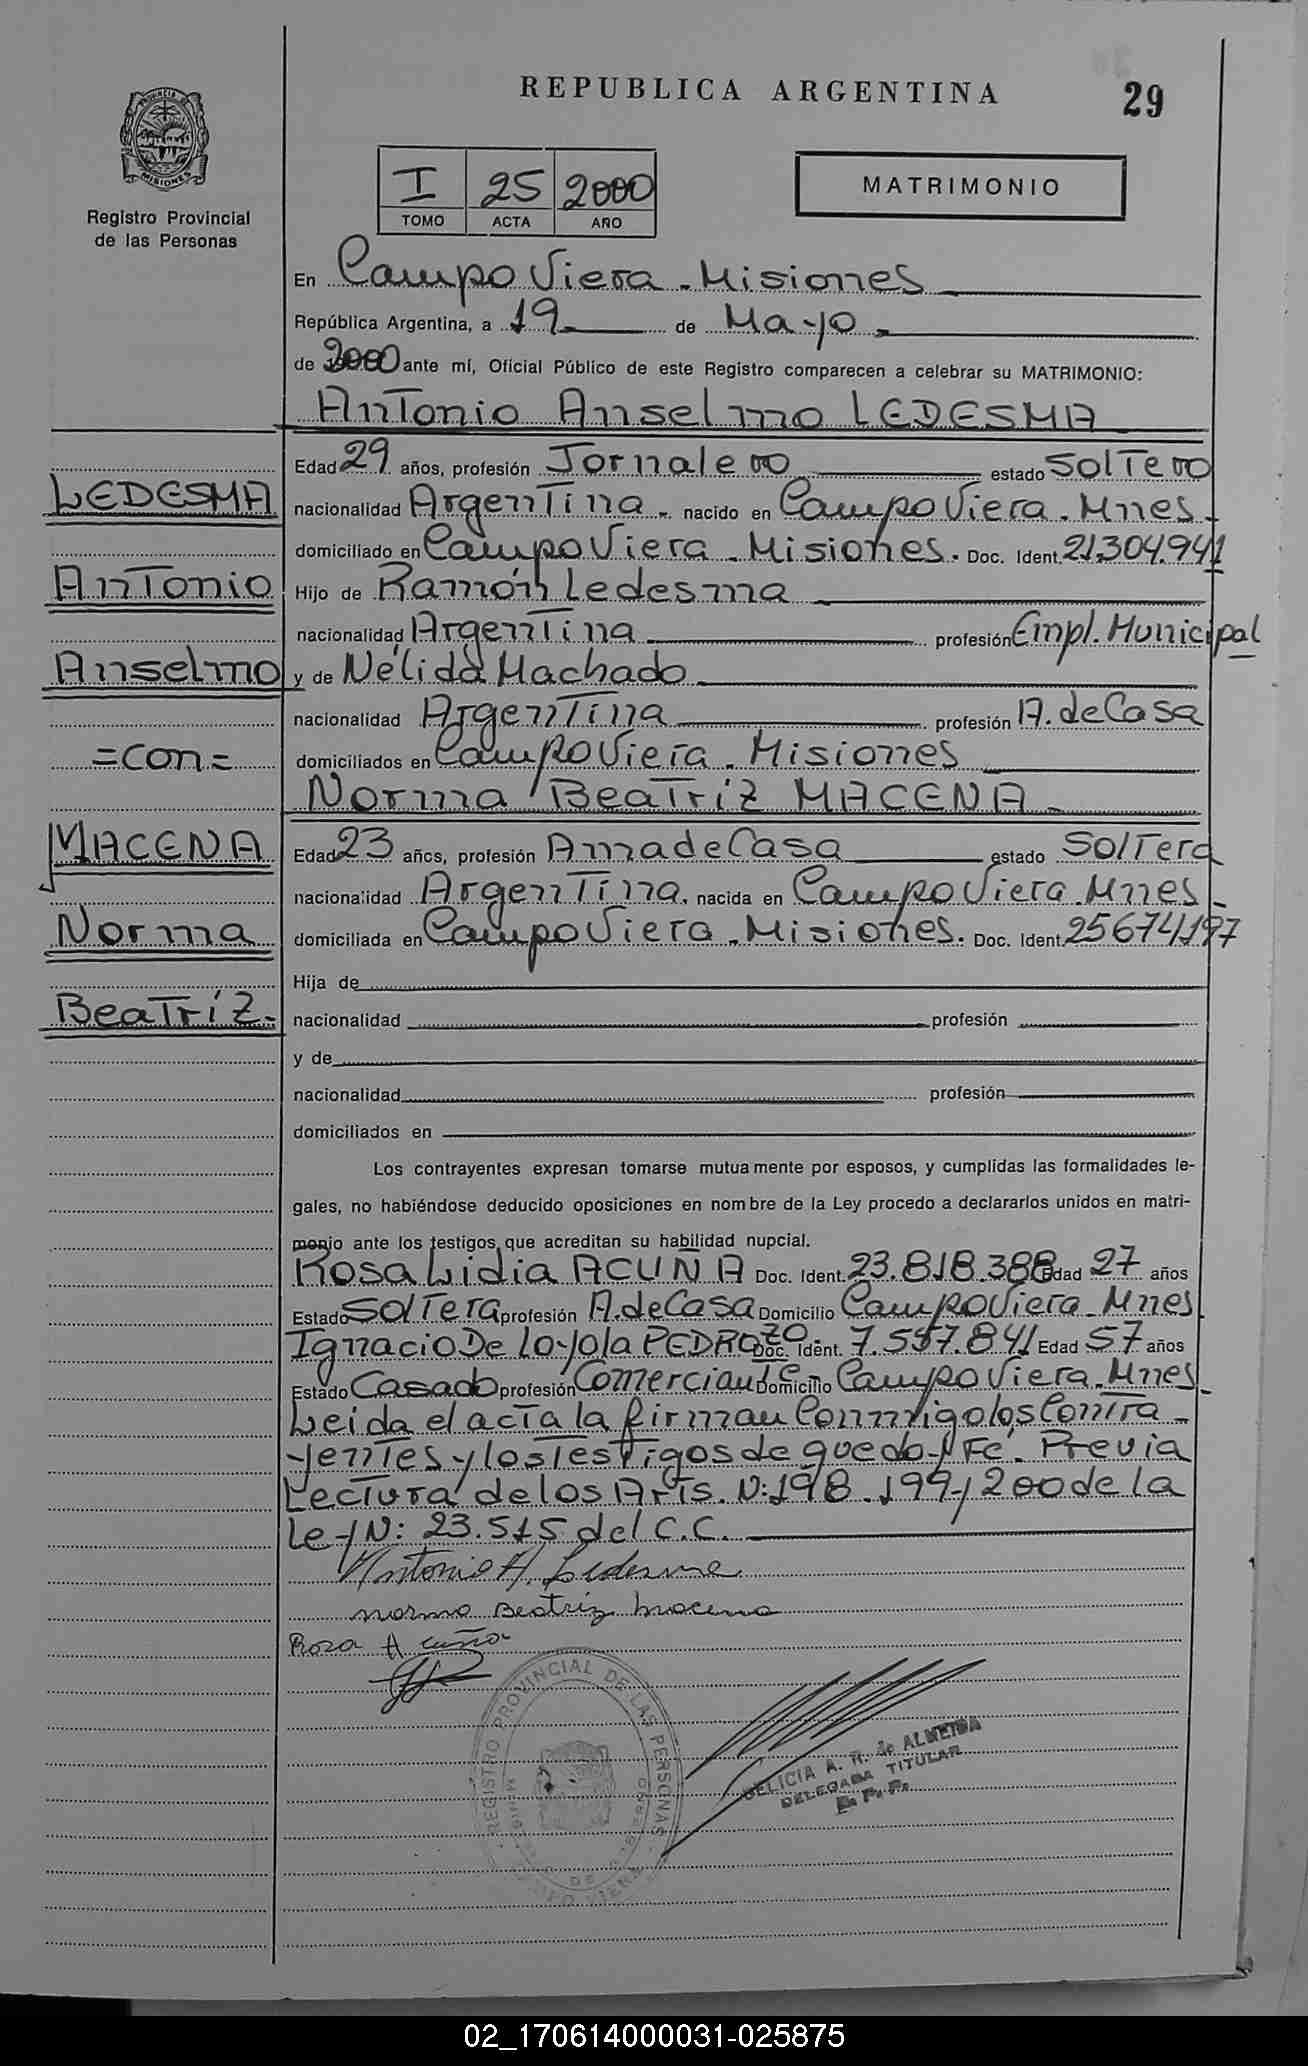 REPUBLICA ARGENTINA
29
PROVINCIA DE
MISIONES
Registro Provincial
de las Personas
I 25 2000
TOMO ACTA AÑO
MATRIMONIO
En Campo Viera - Misiones
República Argentina, a 19 de Mayo
de 2000 ante mí, Oficial Público de este Registro comparecen a celebrar su MATRIMONIO:
Antonio Anselmo LEDESMA
Edad 29 años, profesión Jornalero estado Soltero
LEDESMA
nacionalidad Argentina - nacido en Campo Viera. Mnes -
domiciliado en Campo Viera - Misiones. Doc. Ident. 21.304.941
Antonio
Hijo de Ramón Ledesma
nacionalidad Argentina profesión Empl. Municipal
Anselmo
y de Nélida Machado
nacionalidad Argentina profesión A. de Casa
=con=
domiciliados en Campo Viera - Misiones
Norma Beatriz MACENA
MACENA
Edad 23 años, profesión Ama de Casa estado Soltera
nacionalidad Argentina. nacida en Campo Viera. Mnes -
Norma
domiciliada en Campo Viera - Misiones. Doc. Ident. 25674197
Hija de
Beatriz -
nacionalidad profesión
y de
nacionalidad profesión
domiciliados en
Los contrayentes expresan tomarse mutuamente por esposos, y cumplidas las formalidades le-
gales, no habiéndose deducido oposiciones en nombre de la Ley procedo a declararlos unidos en matri-
monio ante los testigos que acreditan su habilidad nupcial.
Rosa Lidia ACUÑA Doc. Ident. 23.818.388 Edad 27 años
Estado Soltera profesión A. de Casa Domicilio Campo Viera - Mnes
Ignacio De Loyola PEDROZO - Doc. Ident. 7.557.841 Edad 57 años
Estado Casado profesión Comerciante Domicilio Campo Viera. Mnes -
Leida el acta la firman Conmigo los Contra -
yentes y los Testigos de que doy Fe. Previa
Lectura de los Arts. N: 198. 199 y 200 de la
Ley N: 23.515 del C.C.
Antonio A. Ledesma
Norma Beatriz Macena
Rosa Acuña
REGISTRO PROVINCIAL DE LAS PERSONAS
DELICIA A. R. de ALMEIDA
DELEGADA TITULAR
R. P. P.
02_170614000031-025875